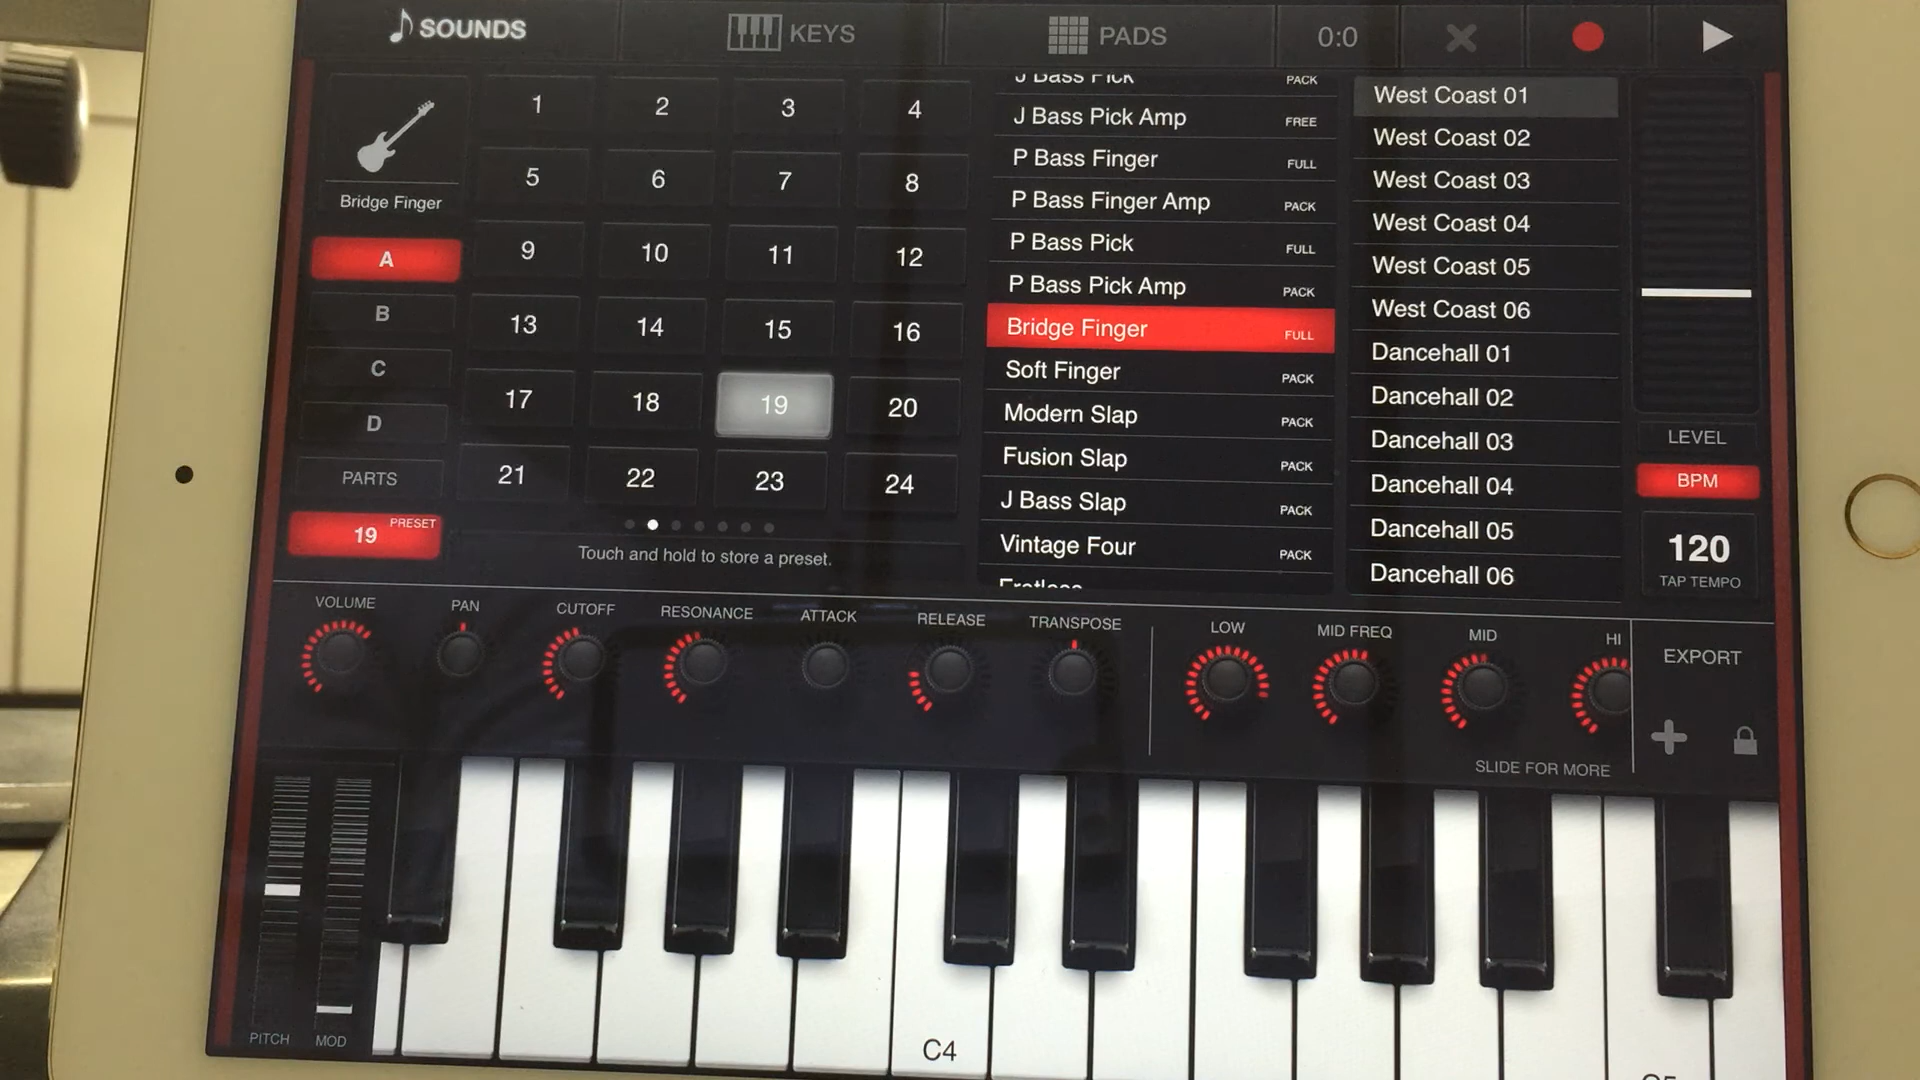 SOUNDS
KEYS
PADS
0:0
Bridge Finger
A
B
C
D
PARTS
PRESET
19
1 2 3 4
5 6 7 8
9 10 11 12
13 14 15 16
17 18 19 20
21 22 23 24
Touch and hold to store a preset.
J Bass Pick PACK
J Bass Pick Amp FREE
P Bass Finger FULL
P Bass Finger Amp PACK
P Bass Pick FULL
P Bass Pick Amp PACK
Bridge Finger FULL
Soft Finger PACK
Modern Slap PACK
Fusion Slap PACK
J Bass Slap PACK
Vintage Four PACK
Fretless
West Coast 01
West Coast 02
West Coast 03
West Coast 04
West Coast 05
West Coast 06
Dancehall 01
Dancehall 02
Dancehall 03
Dancehall 04
Dancehall 05
Dancehall 06
LEVEL
BPM
120
TAP TEMPO
VOLUME PAN CUTOFF RESONANCE ATTACK RELEASE TRANSPOSE LOW MID FREQ MID HI
EXPORT
SLIDE FOR MORE
PITCH MOD
C4